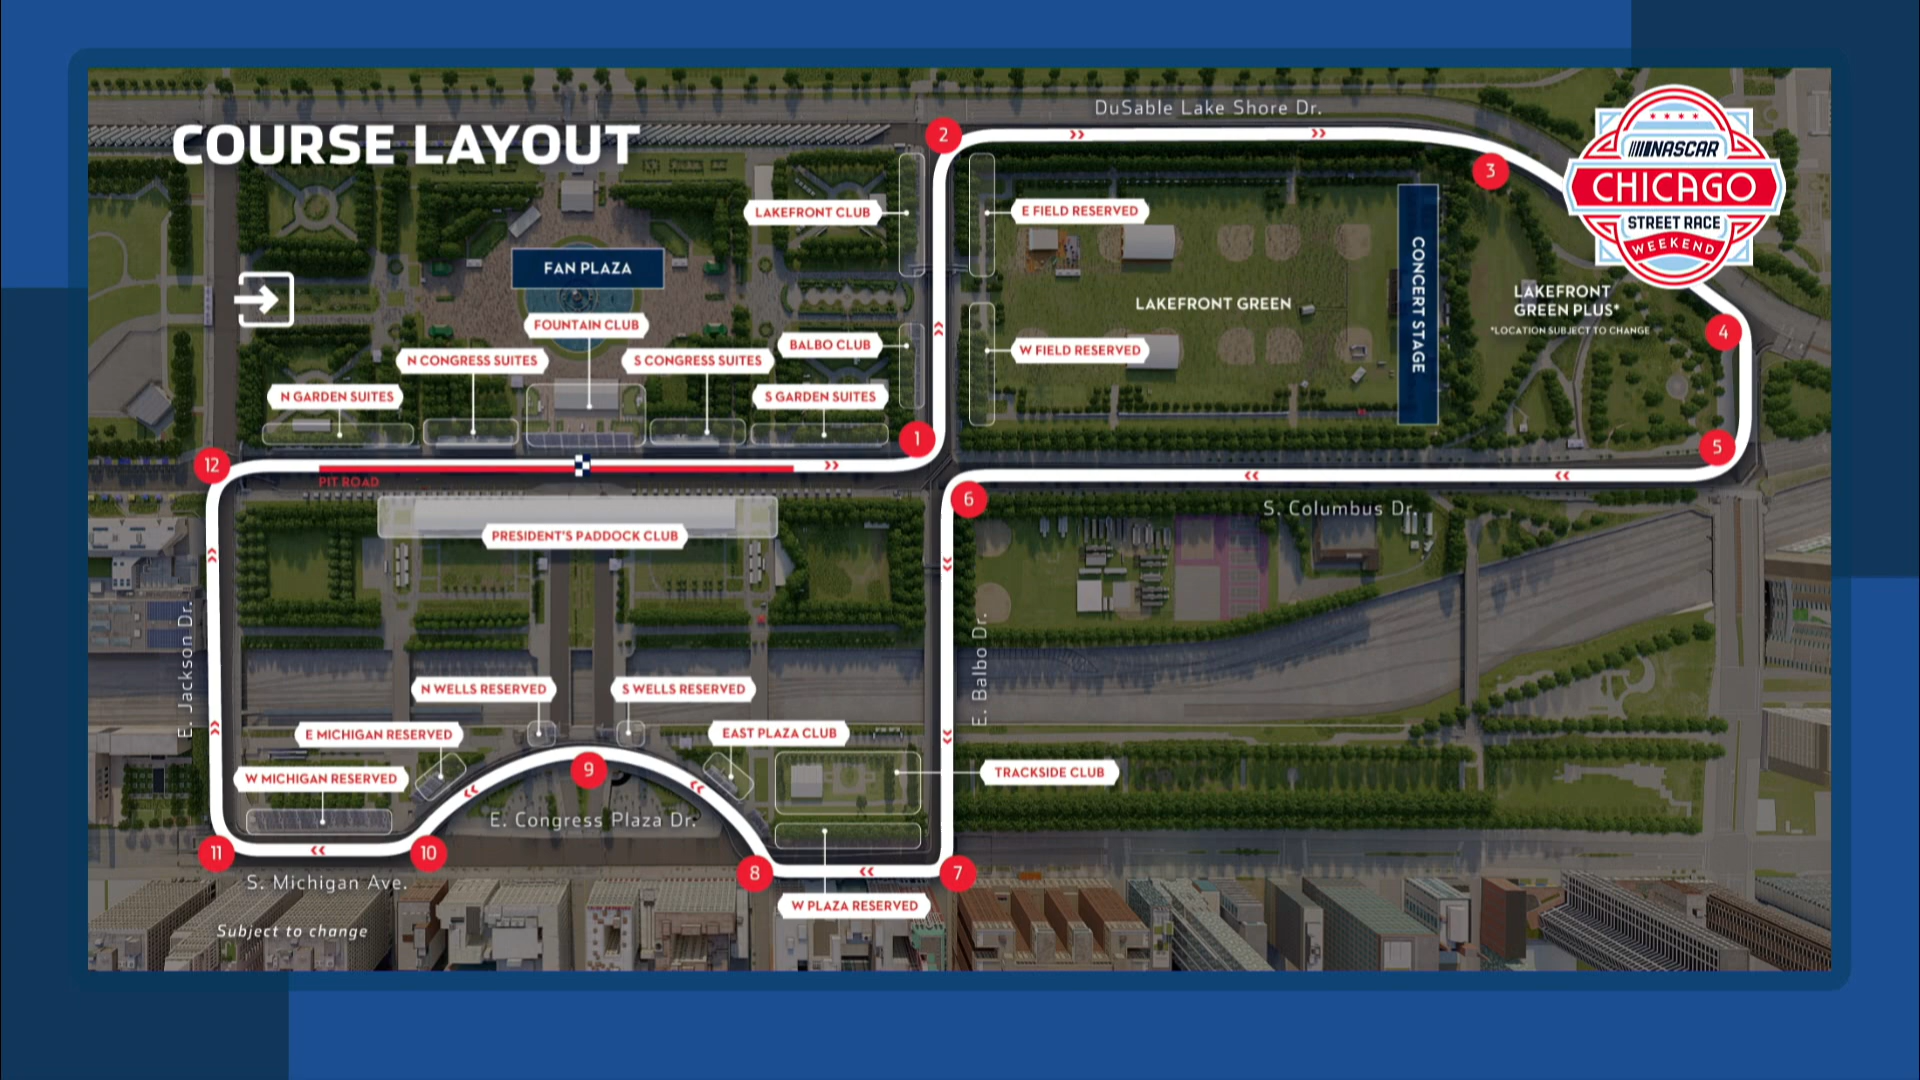 DuSable Lake Shore Dr.
COURSE LAYOUT
2
3
NASCAR
CHICAGO
STREET RACE
WEEKEND
LAKEFRONT CLUB
E FIELD RESERVED
FAN PLAZA
CONCERT STAGE
LAKEFRONT GREEN
LAKEFRONT
GREEN PLUS*
*LOCATION SUBJECT TO CHANGE
4
FOUNTAIN CLUB
BALBO CLUB
W FIELD RESERVED
N CONGRESS SUITES
S CONGRESS SUITES
N GARDEN SUITES
S GARDEN SUITES
1
5
12
PIT ROAD
6
S. Columbus Dr.
PRESIDENT'S PADDOCK CLUB
E. Jackson Dr.
E. Balbo Dr.
N WELLS RESERVED
S WELLS RESERVED
E MICHIGAN RESERVED
EAST PLAZA CLUB
9
TRACKSIDE CLUB
W MICHIGAN RESERVED
E. Congress Plaza Dr.
11
10
8
7
S. Michigan Ave.
W PLAZA RESERVED
Subject to change